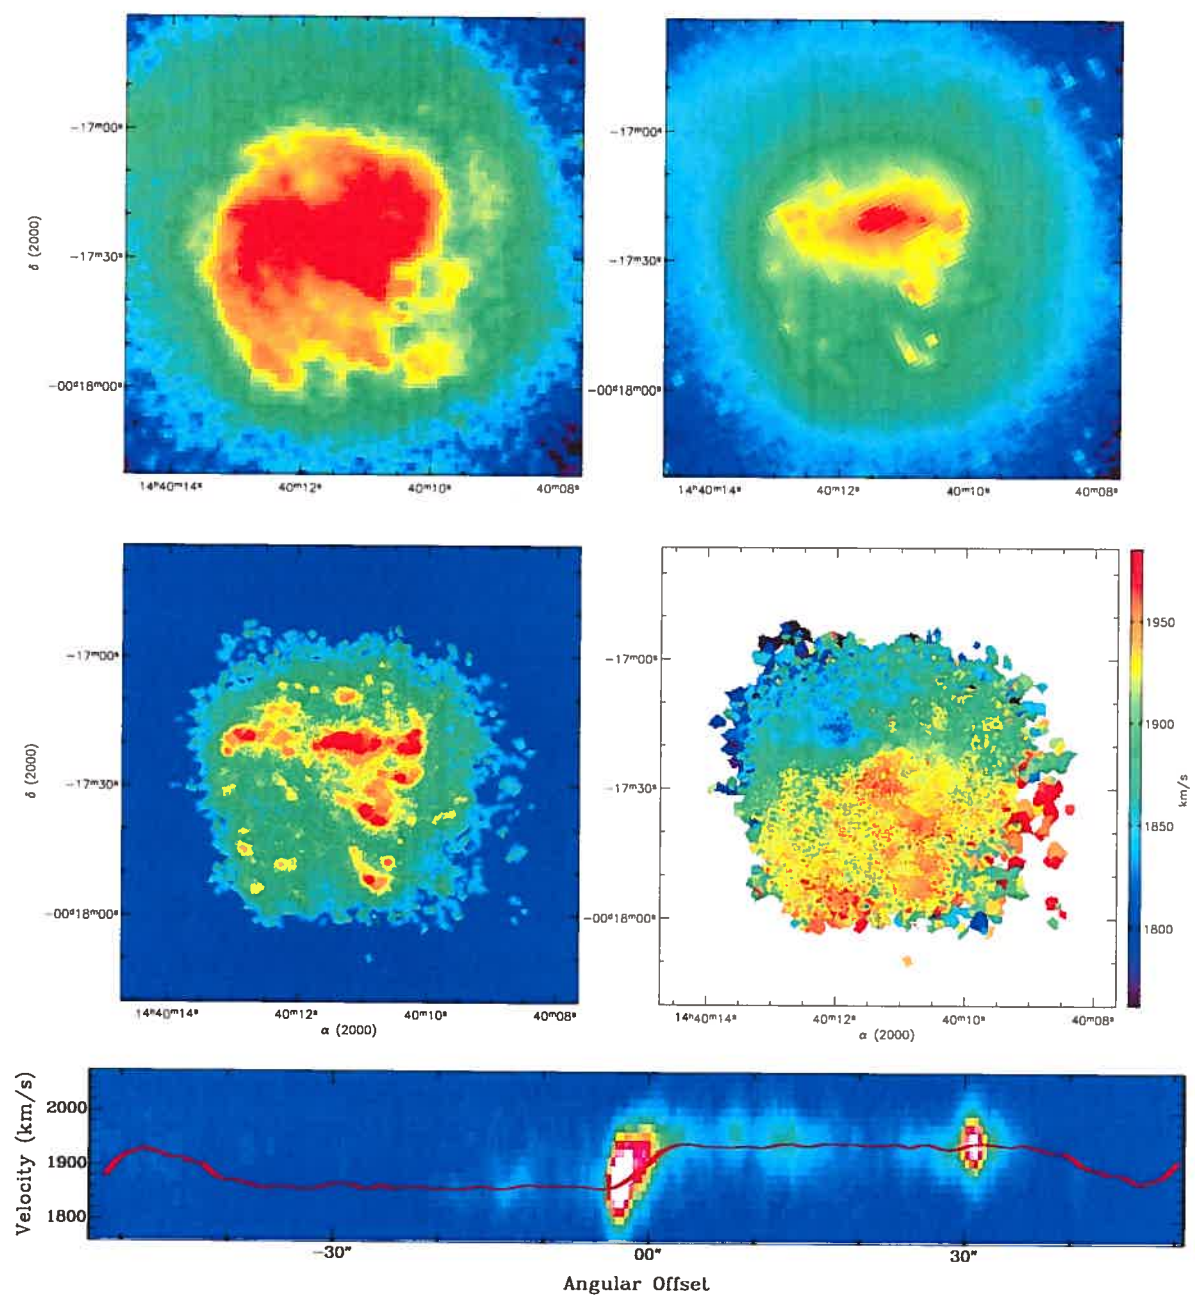 δ (2000)
−17ᵐ00ˢ
−17ᵐ30ˢ
−00ᵈ18ᵐ00ˢ
14ʰ40ᵐ14ˢ 40ᵐ12ˢ 40ᵐ10ˢ 40ᵐ08ˢ
−17ᵐ00ˢ
−17ᵐ30ˢ
−00ᵈ18ᵐ00ˢ
14ʰ40ᵐ14ˢ 40ᵐ12ˢ 40ᵐ10ˢ 40ᵐ08ˢ
δ (2000)
−17ᵐ00ˢ
−17ᵐ30ˢ
−00ᵈ18ᵐ00ˢ
14ʰ40ᵐ14ˢ 40ᵐ12ˢ 40ᵐ10ˢ 40ᵐ08ˢ
α (2000)
−17ᵐ00ˢ
−17ᵐ30ˢ
−00ᵈ18ᵐ00ˢ
14ʰ40ᵐ14ˢ 40ᵐ12ˢ 40ᵐ10ˢ 40ᵐ08ˢ
α (2000)
1950
1900
1850
1800
km/s
Velocity (km/s)
2000
1900
1800
−30″ 00″ 30″
Angular Offset